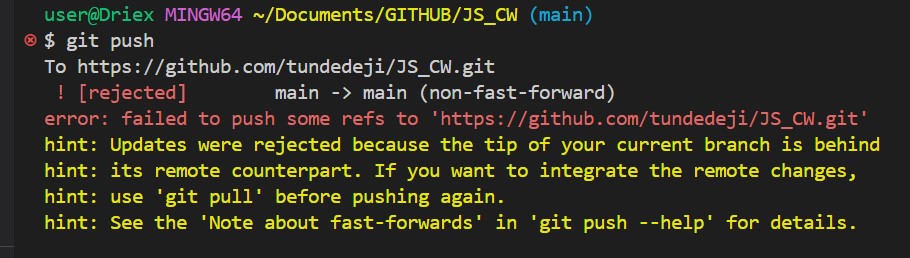 user@Driex MINGW64 ~/Documents/GITHUB/JS_CW (main)
$ git push
To https://github.com/tundedeji/JS_CW.git
 ! [rejected]        main -> main (non-fast-forward)
error: failed to push some refs to 'https://github.com/tundedeji/JS_CW.git'
hint: Updates were rejected because the tip of your current branch is behind
hint: its remote counterpart. If you want to integrate the remote changes,
hint: use 'git pull' before pushing again.
hint: See the 'Note about fast-forwards' in 'git push --help' for details.